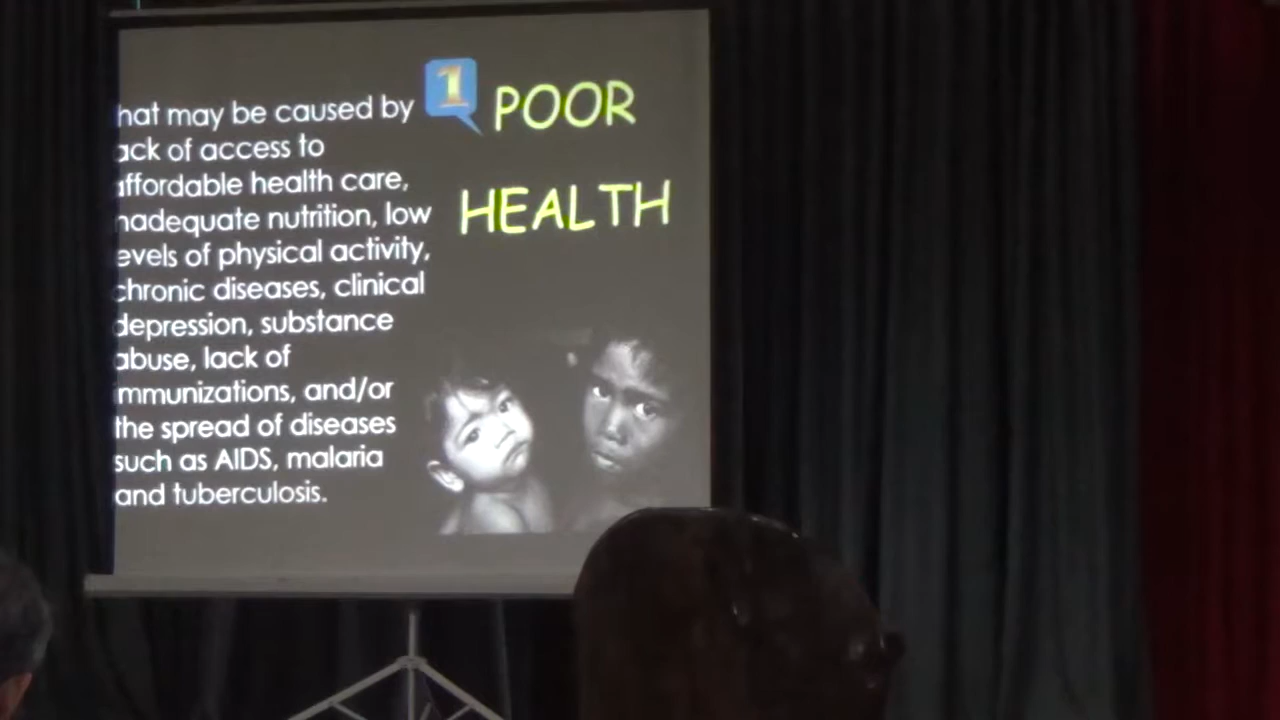 1 POOR
HEALTH
hat may be caused by
ack of access to
ffordable health care,
nadequate nutrition, low
evels of physical activity,
chronic diseases, clinical
depression, substance
abuse, lack of
mmunizations, and/or
the spread of diseases
such as AIDS, malaria
and tuberculosis.